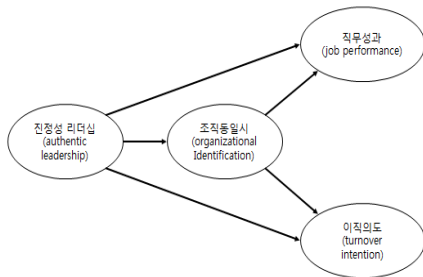 직무성과
(job performance)
진정성 리더십
(authentic
leadership)
조직동일시
(organizational
Identification)
이직의도
(turnover
intention)